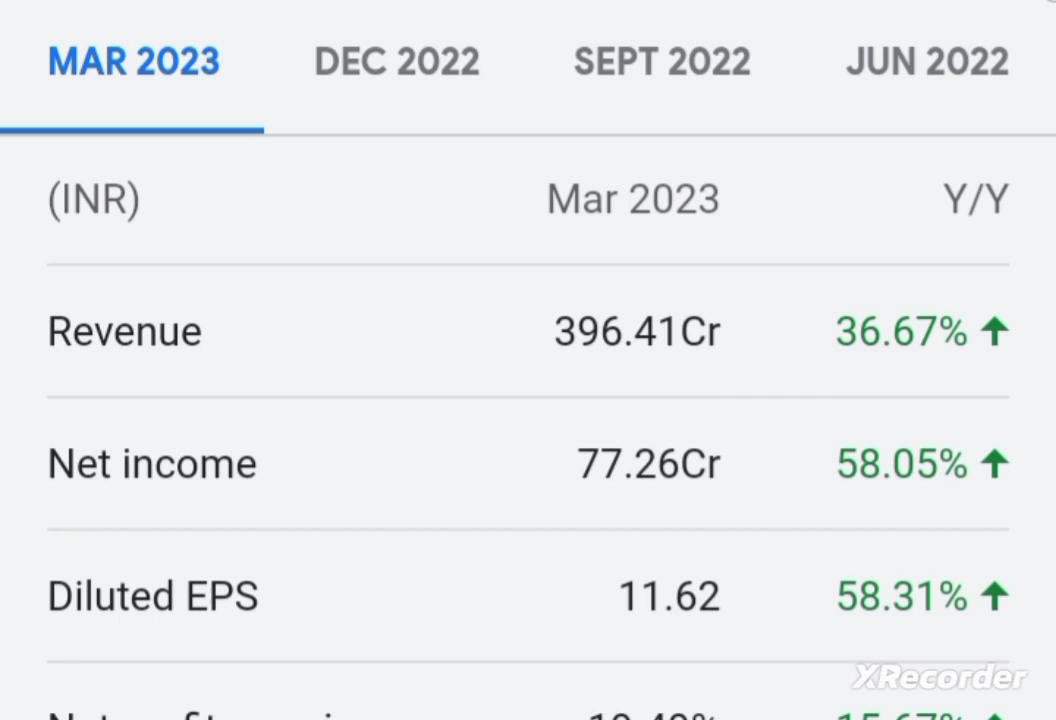 MAR 2023 DEC 2022 SEPT 2022 JUN 2022
(INR) Mar 2023 Y/Y
Revenue 396.41Cr 36.67%
Net income 77.26Cr 58.05%
Diluted EPS 11.62 58.31%
XRecorder